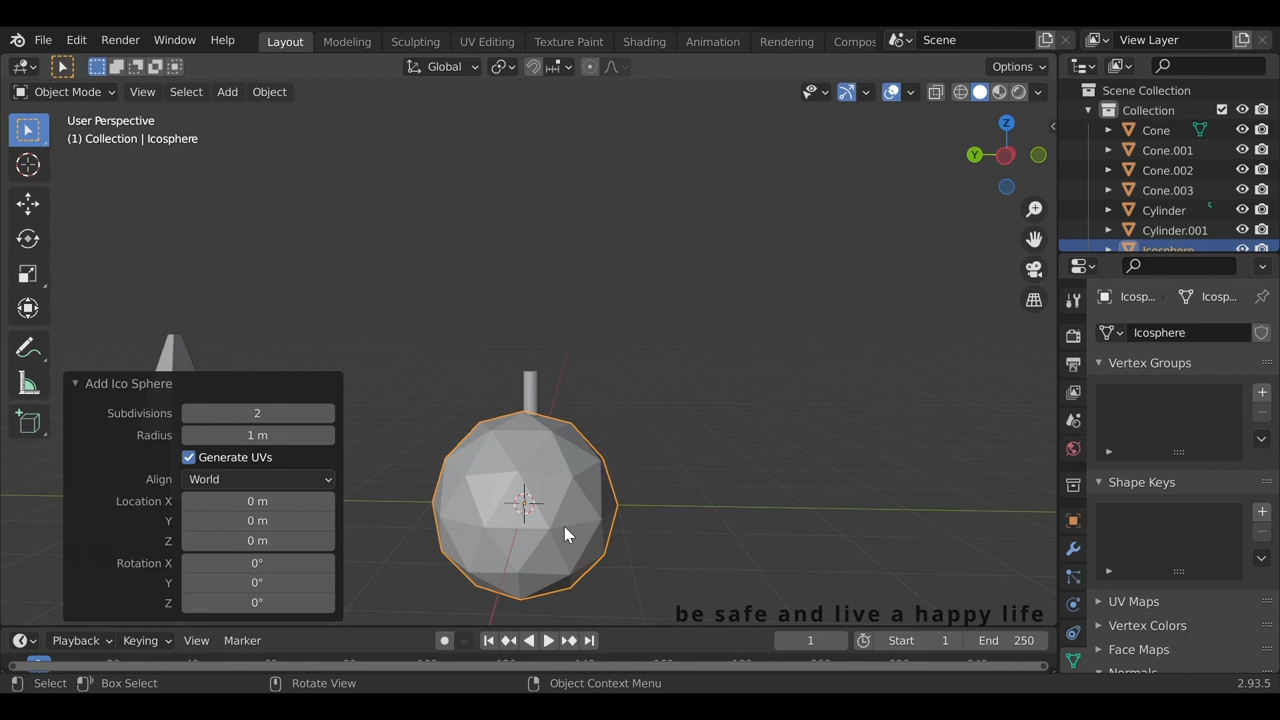 File Edit Render Window Help Layout Modeling Sculpting UV Editing Texture Paint Shading Animation Rendering Compos Scene View Layer
Global Options
Object Mode View Select Add Object
User Perspective
(1) Collection | Icosphere
Z
Y
Scene Collection
Collection
Cone
Cone.001
Cone.002
Cone.003
Cylinder
Cylinder.001
Icosphere
Icosp... Icosp...
Icosphere
Vertex Groups
Shape Keys
UV Maps
Vertex Colors
Face Maps
Normals
Add Ico Sphere
Subdivisions 2
Radius 1 m
Generate UVs
Align World
Location X 0 m
Y 0 m
Z 0 m
Rotation X 0°
Y 0°
Z 0°
be safe and live a happy life
Playback Keying View Marker 1 Start 1 End 250
Select Box Select Rotate View Object Context Menu 2.93.5